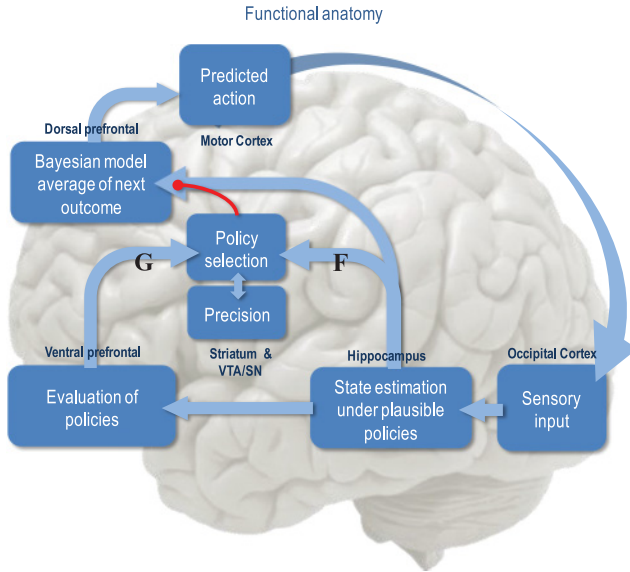 Functional anatomy
Predicted
action
Dorsal prefrontal
Motor Cortex
Bayesian model
average of next
outcome
Policy
selection
G
F
Precision
Ventral prefrontal
Striatum &
VTA/SN
Hippocampus
Occipital Cortex
Evaluation of
policies
State estimation
under plausible
policies
Sensory
input